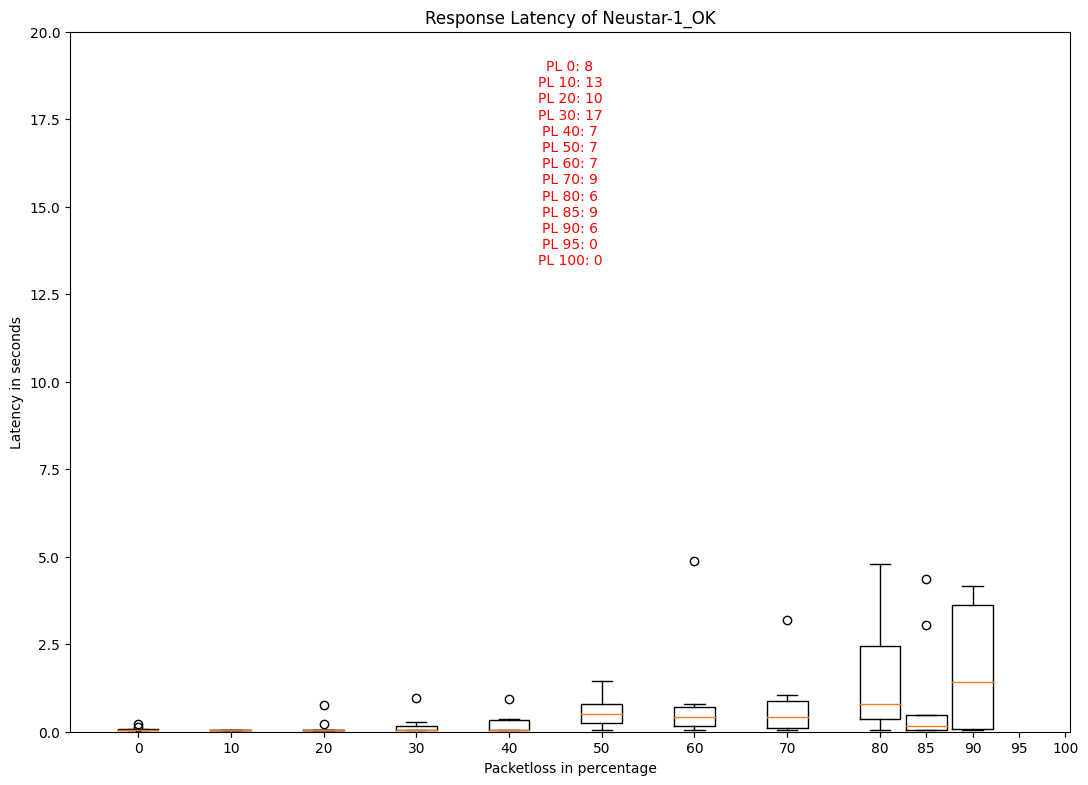 Response Latency of Neustar-1_OK
20.0
17.5
15.0
12.5
10.0
7.5
5.0
2.5
0.0
Latency in seconds
PL 0: 8
PL 10: 13
PL 20: 10
PL 30: 17
PL 40: 7
PL 50: 7
PL 60: 7
PL 70: 9
PL 80: 6
PL 85: 9
PL 90: 6
PL 95: 0
PL 100: 0
0 10 20 30 40 50 60 70 80 85 90 95 100
Packetloss in percentage